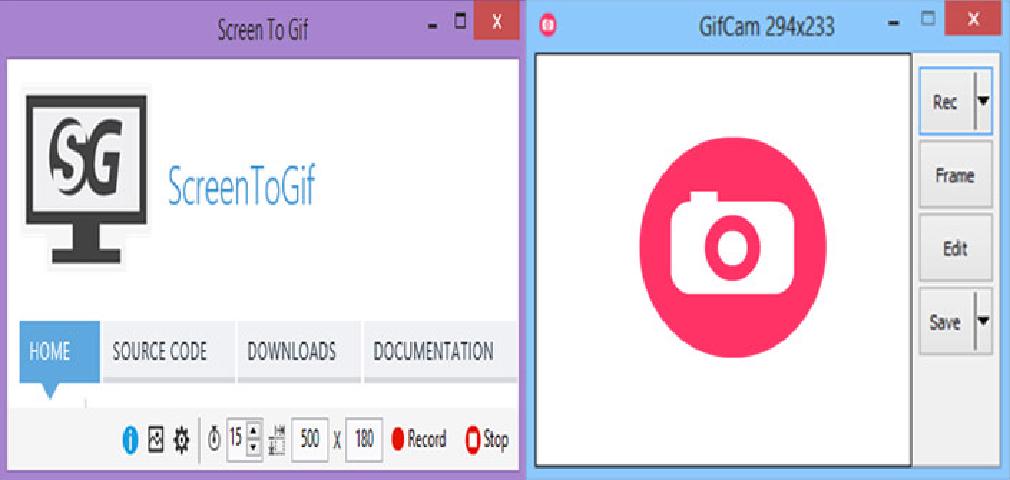 Screen To Gif
SG
ScreenToGif
HOME SOURCE CODE DOWNLOADS DOCUMENTATION
15 500 X 180 Record Stop
GifCam 294x233
Rec
Frame
Edit
Save